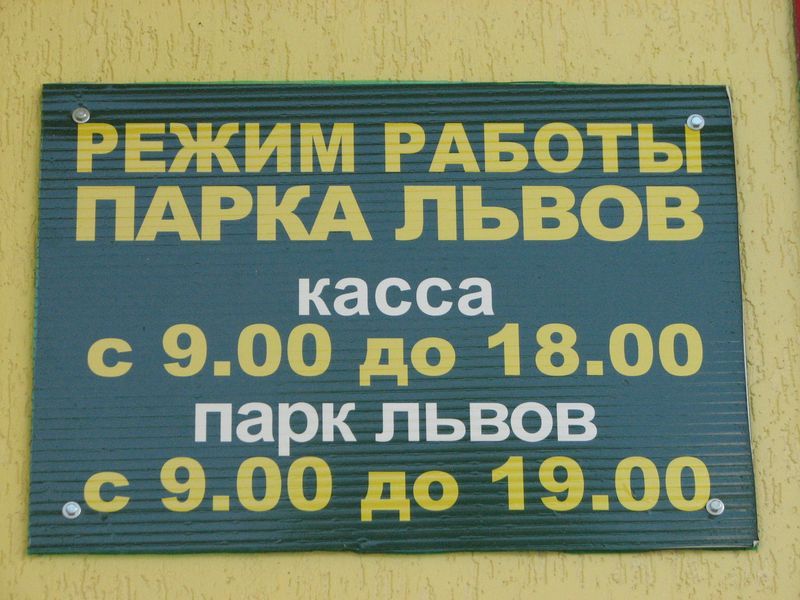 РЕЖИМ РАБОТЫ
ПАРКА ЛЬВОВ
касса
с 9.00 до 18.00
парк львов
с 9.00 до 19.00